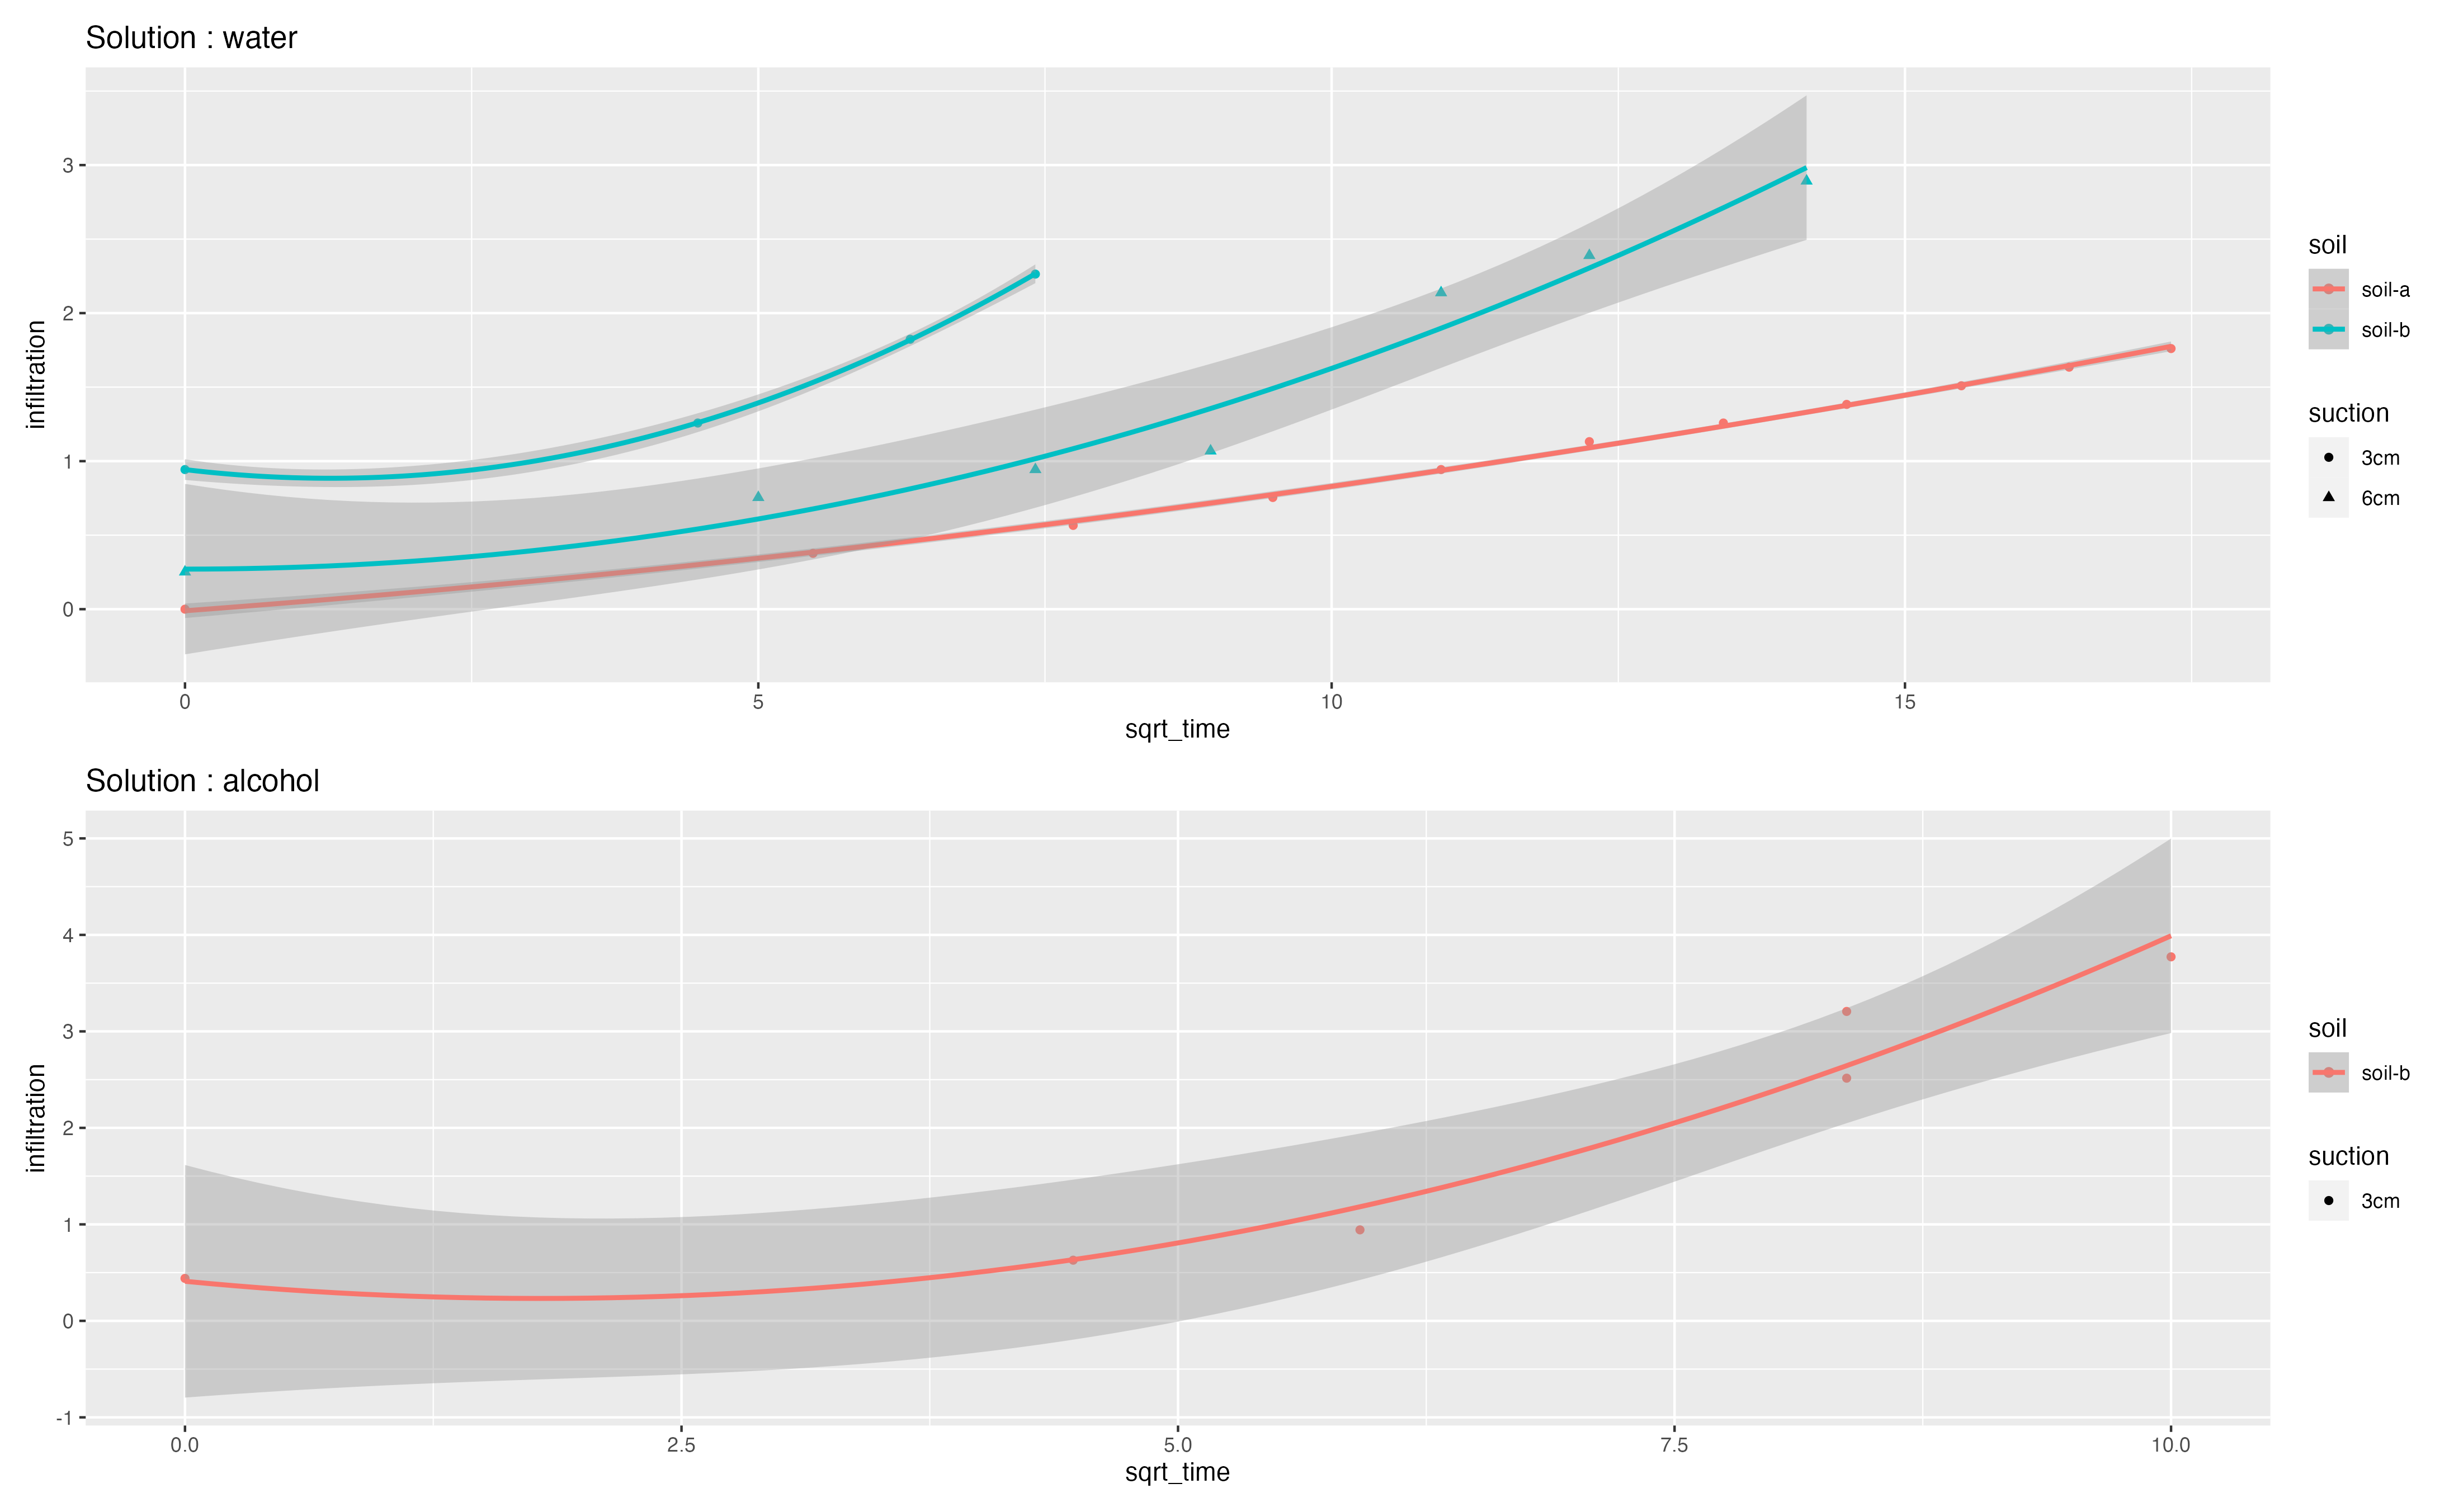 Solution : water
3
2
1
0
infiltration
0 5 10 15
sqrt_time
soil
soil-a
soil-b
suction
3cm
6cm
Solution : alcohol
5
4
3
2
1
0
-1
infiltration
0.0 2.5 5.0 7.5 10.0
sqrt_time
soil
soil-b
suction
3cm